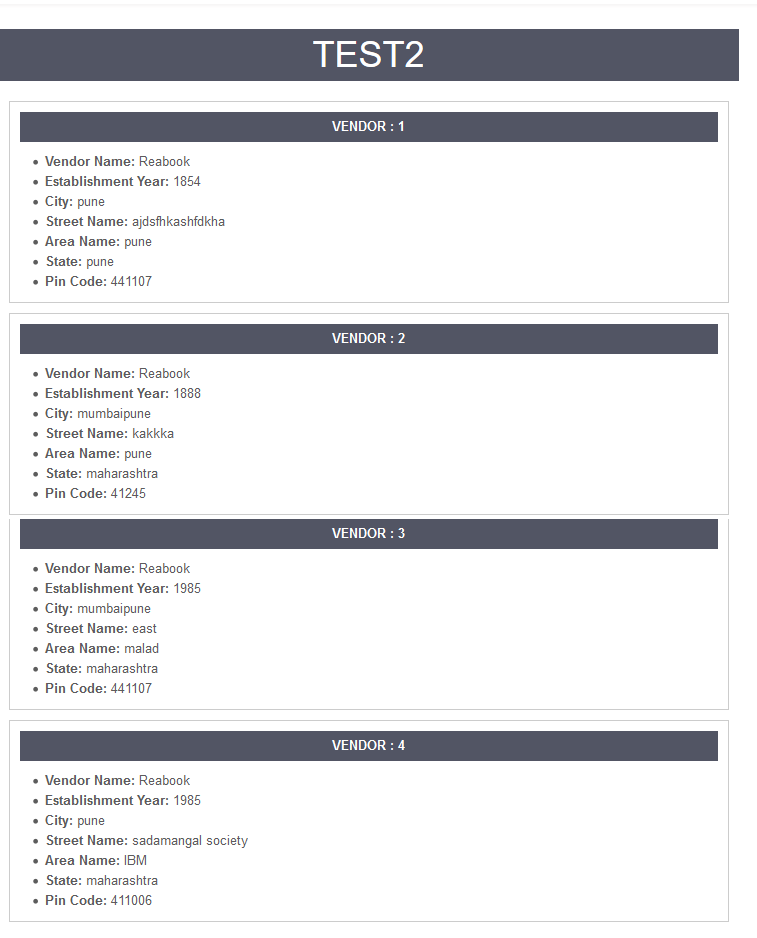 TEST2
VENDOR : 1
Vendor Name: Reabook
Establishment Year: 1854
City: pune
Street Name: ajdsfhkashfdkha
Area Name: pune
State: pune
Pin Code: 441107
VENDOR : 2
Vendor Name: Reabook
Establishment Year: 1888
City: mumbaipune
Street Name: kakkka
Area Name: pune
State: maharashtra
Pin Code: 41245
VENDOR : 3
Vendor Name: Reabook
Establishment Year: 1985
City: mumbaipune
Street Name: east
Area Name: malad
State: maharashtra
Pin Code: 441107
VENDOR : 4
Vendor Name: Reabook
Establishment Year: 1985
City: pune
Street Name: sadamangal society
Area Name: IBM
State: maharashtra
Pin Code: 411006